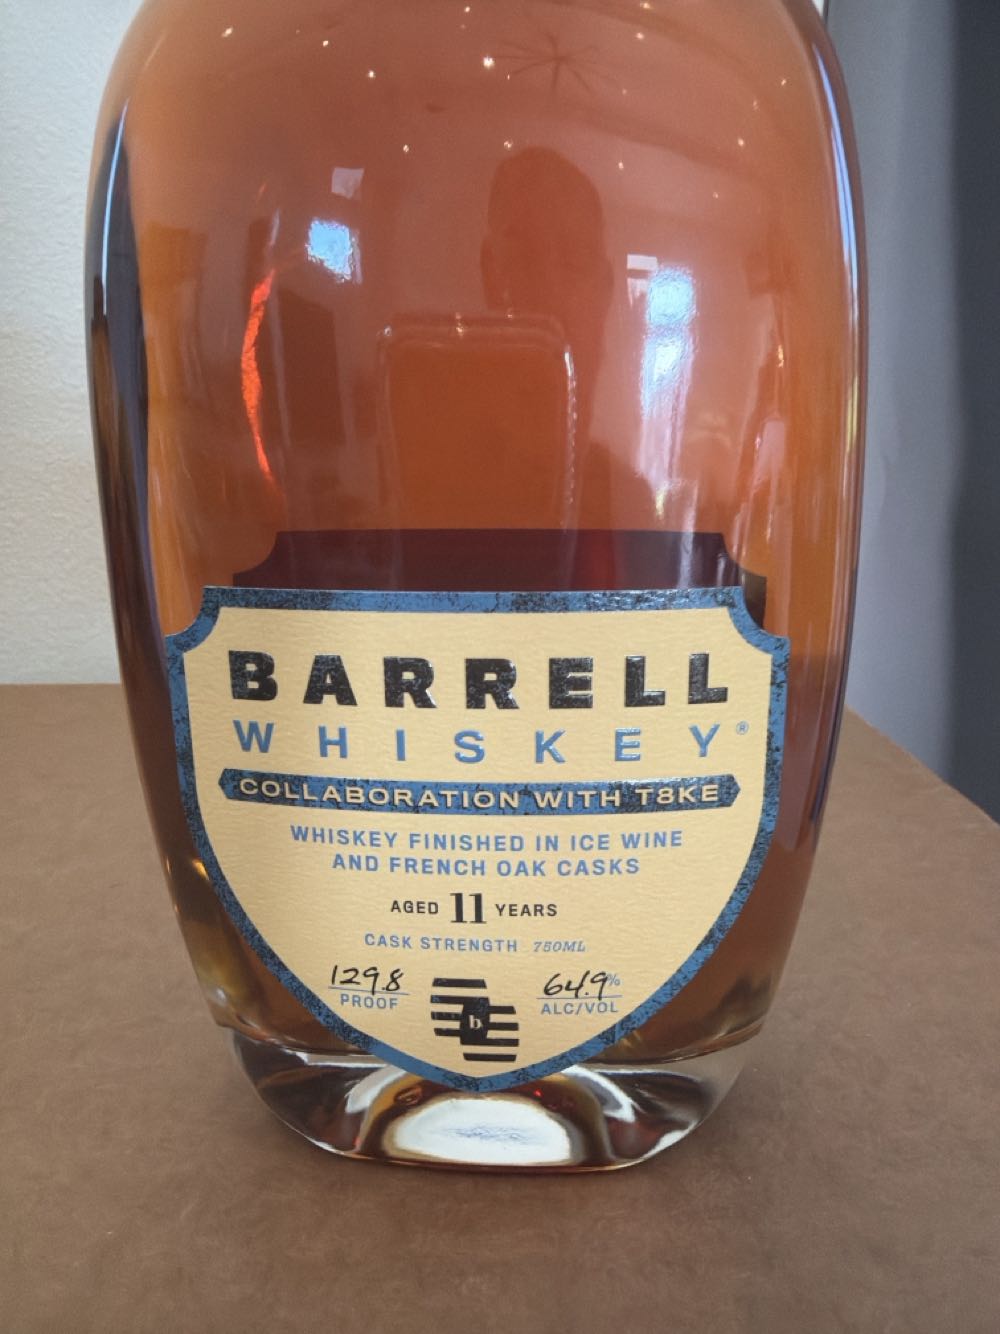 BARRELL
WHISKEY®
COLLABORATION WITH T8KE
WHISKEY FINISHED IN ICE WINE
AND FRENCH OAK CASKS
AGED 11 YEARS
CASK STRENGTH 750ML
129.8 64.9%
PROOF ALC/VOL
b